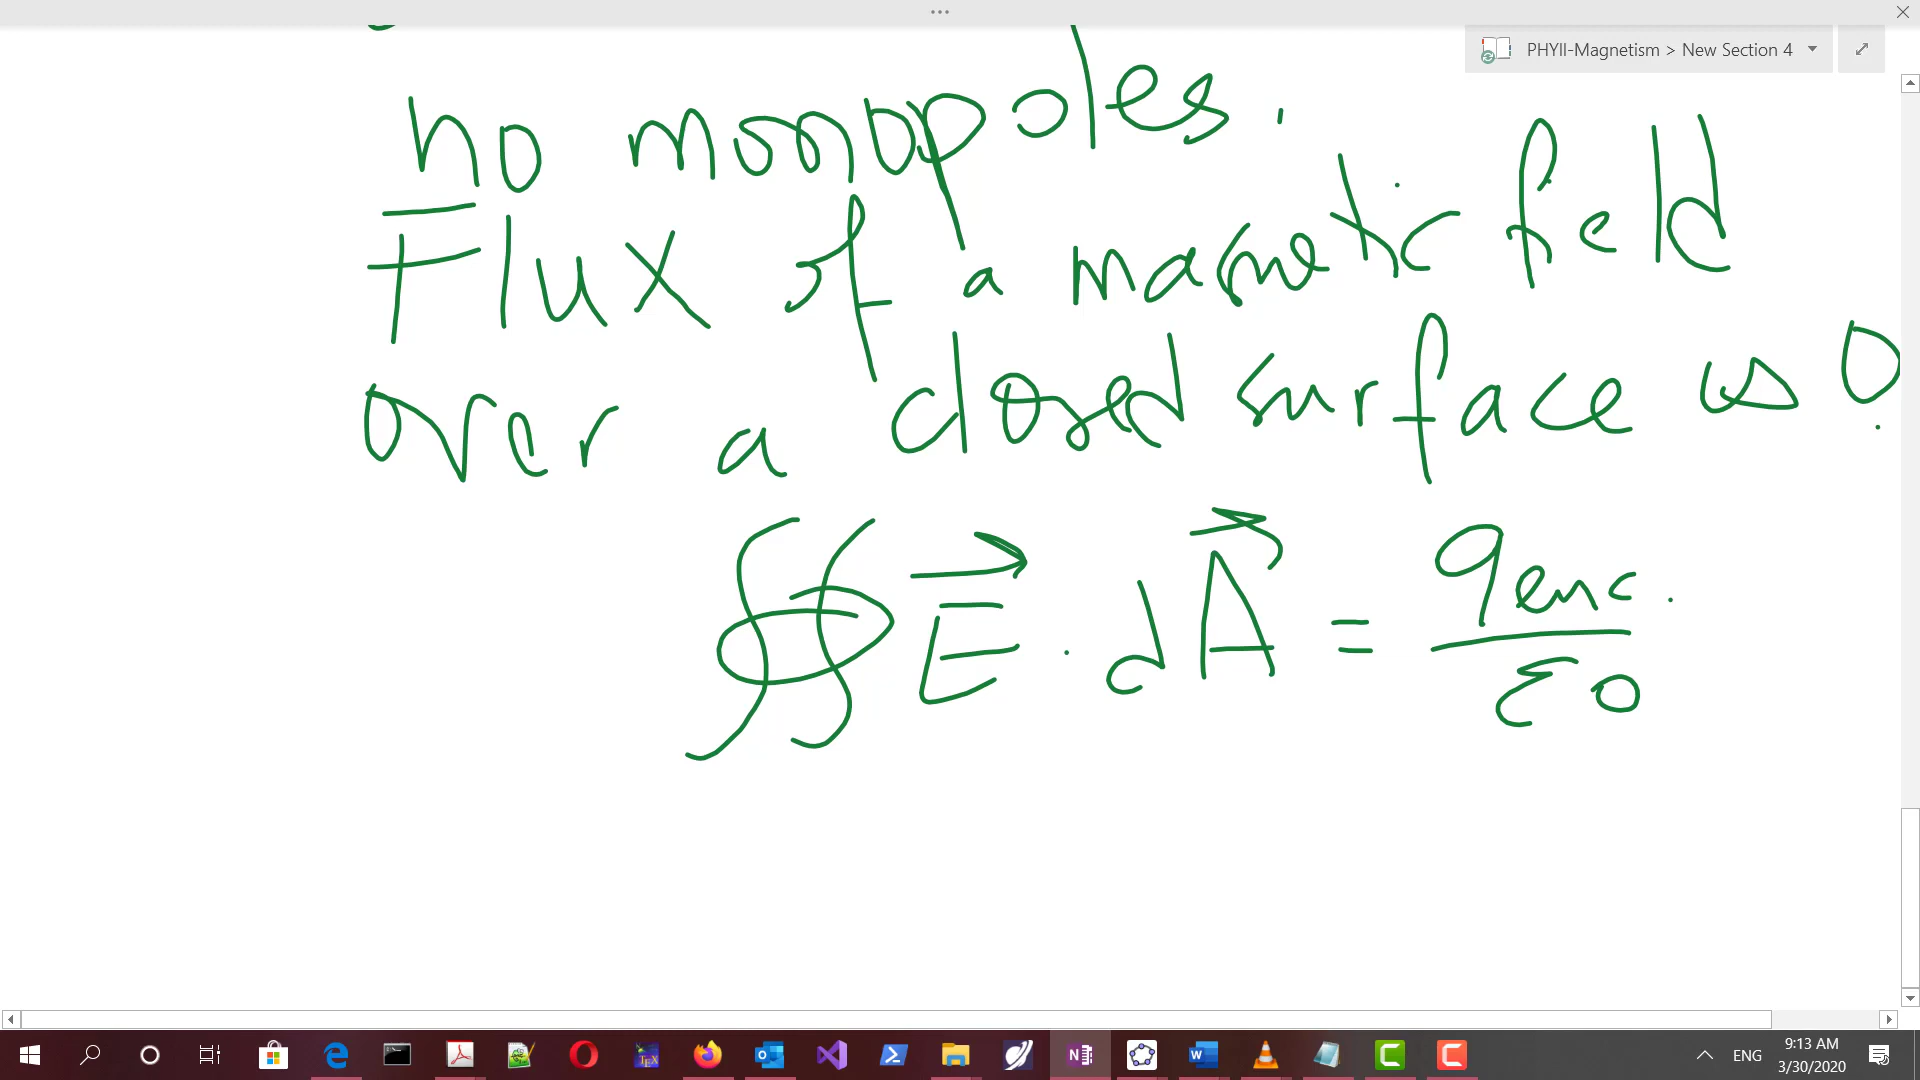 PHYII-Magnetism > New Section 4
no monopoles.
Flux of a magnetic field
over a closed surface is 0.
∯ E⃗ · dA⃗ = qenc. / ε0
ENG
9:13 AM
3/30/2020